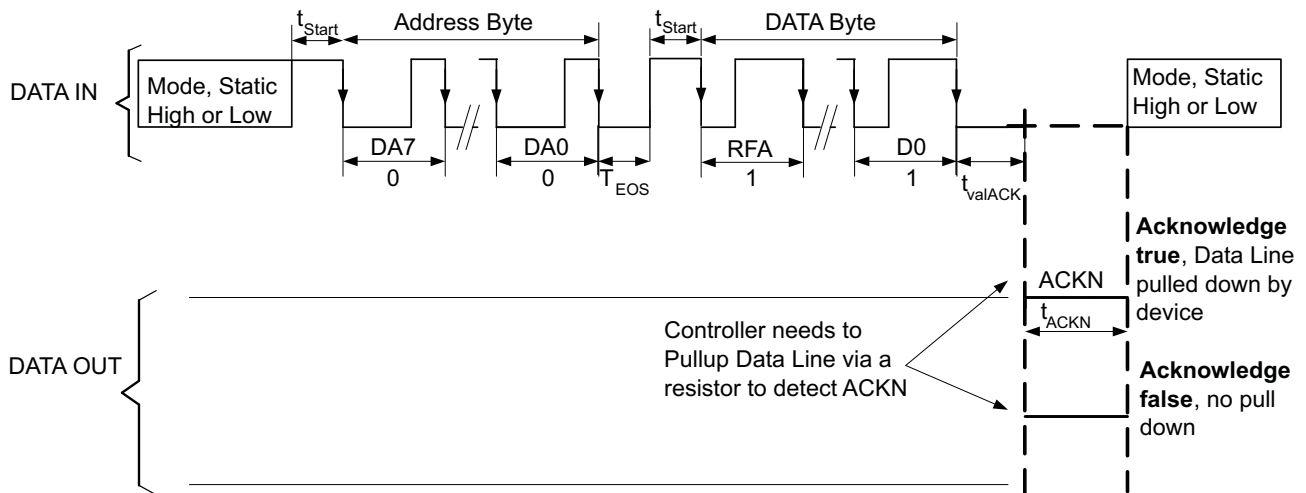 tStart
Address Byte
tStart
DATA Byte
DATA IN
Mode, Static
High or Low
Mode, Static
High or Low
DA7
0
DA0
0
TEOS
RFA
1
D0
1
tvalACK
DATA OUT
Controller needs to
Pullup Data Line via a
resistor to detect ACKN
ACKN
tACKN
Acknowledge
true, Data Line
pulled down by
device
Acknowledge
false, no pull
down